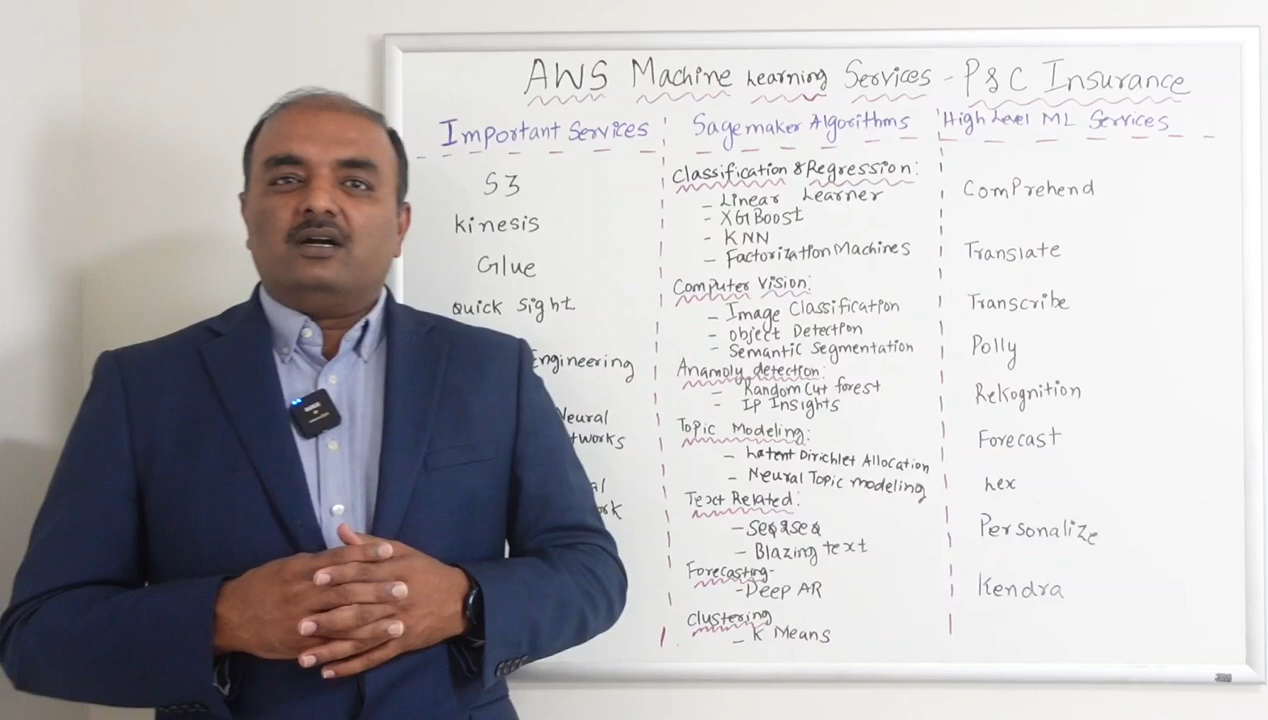 AWS Machine Learning Services - P&C Insurance
Important Services
S3
Kinesis
Glue
Quick Sight
Engineering
Neural
tworks
al
rk
Sagemaker Algorithms
Classification & Regression:
- Linear Learner
- XGBoost
- KNN
- Factorization Machines
Computer Vision:
- Image Classification
- Object Detection
- Semantic Segmentation
Anamoly detection:
- Random Cut forest
- IP Insights
Topic Modeling:
- Latent Dirichlet Allocation
- Neural Topic modeling
Text Related:
- Seq2Seq
- Blazing text
Forecasting-
- Deep AR
Clustering
- K Means
High Level ML Services
Comprehend
Translate
Transcribe
Polly
Rekognition
Forecast
Lex
Personalize
Kendra